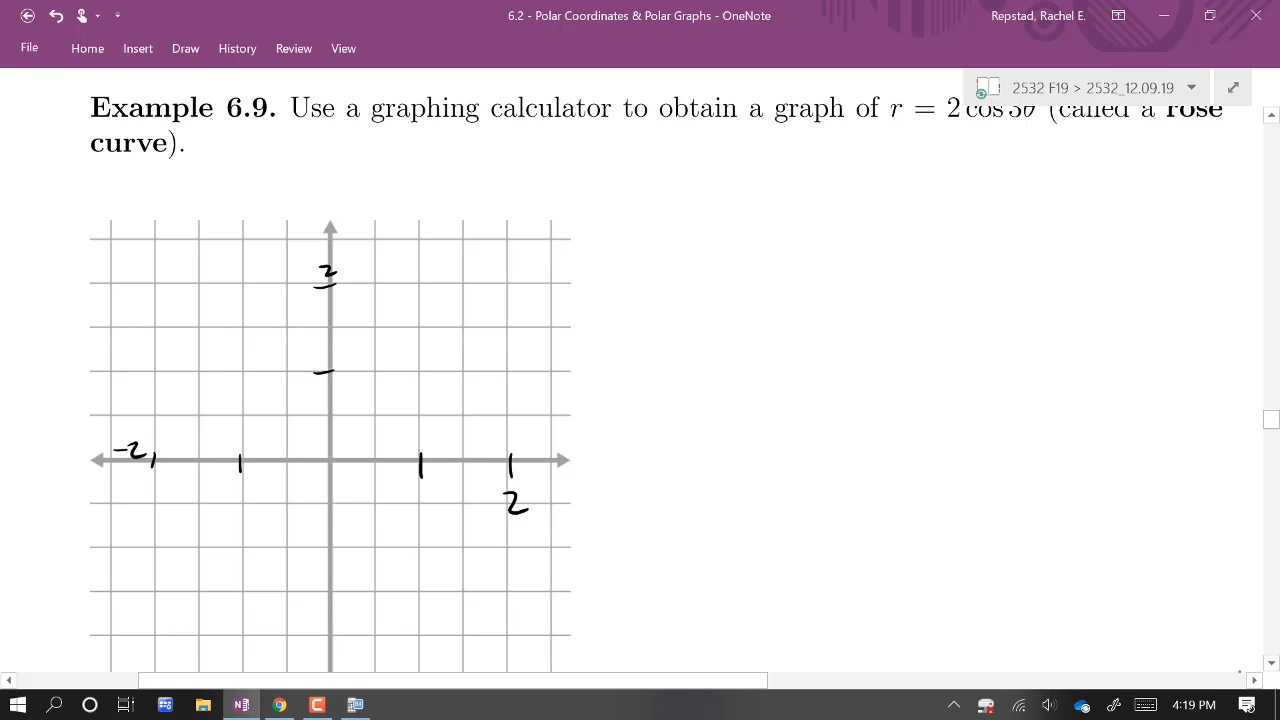 6.2 - Polar Coordinates & Polar Graphs - OneNote
Repstad, Rachel E.
File Home Insert Draw History Review View
2532 F19 > 2532_12.09.19
Example 6.9. Use a graphing calculator to obtain a graph of r = 2 cos 3θ (called a rose
curve).
2
-2
2
4:19 PM